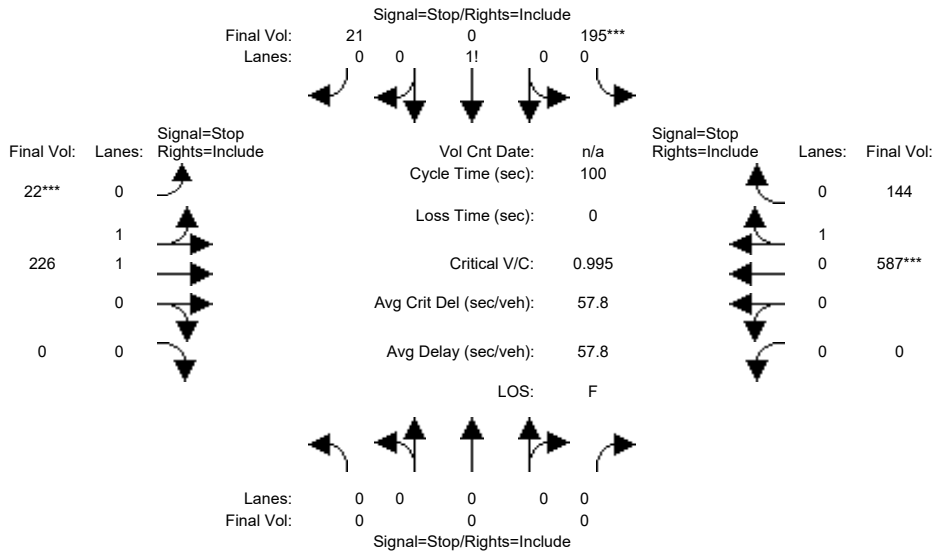 Signal=Stop/Rights=Include
Final Vol: 21 0 195***
Lanes: 0 0 1! 0 0
Signal=Stop Signal=Stop
Final Vol: Lanes: Rights=Include Vol Cnt Date: n/a Rights=Include Lanes: Final Vol:
Cycle Time (sec): 100
22*** 0 0 144
Loss Time (sec): 0
1 1
226 1 Critical V/C: 0.995 0 587***
0 Avg Crit Del (sec/veh): 57.8 0
0 0 Avg Delay (sec/veh): 57.8 0 0
LOS: F
Lanes: 0 0 0 0 0
Final Vol: 0 0 0
Signal=Stop/Rights=Include